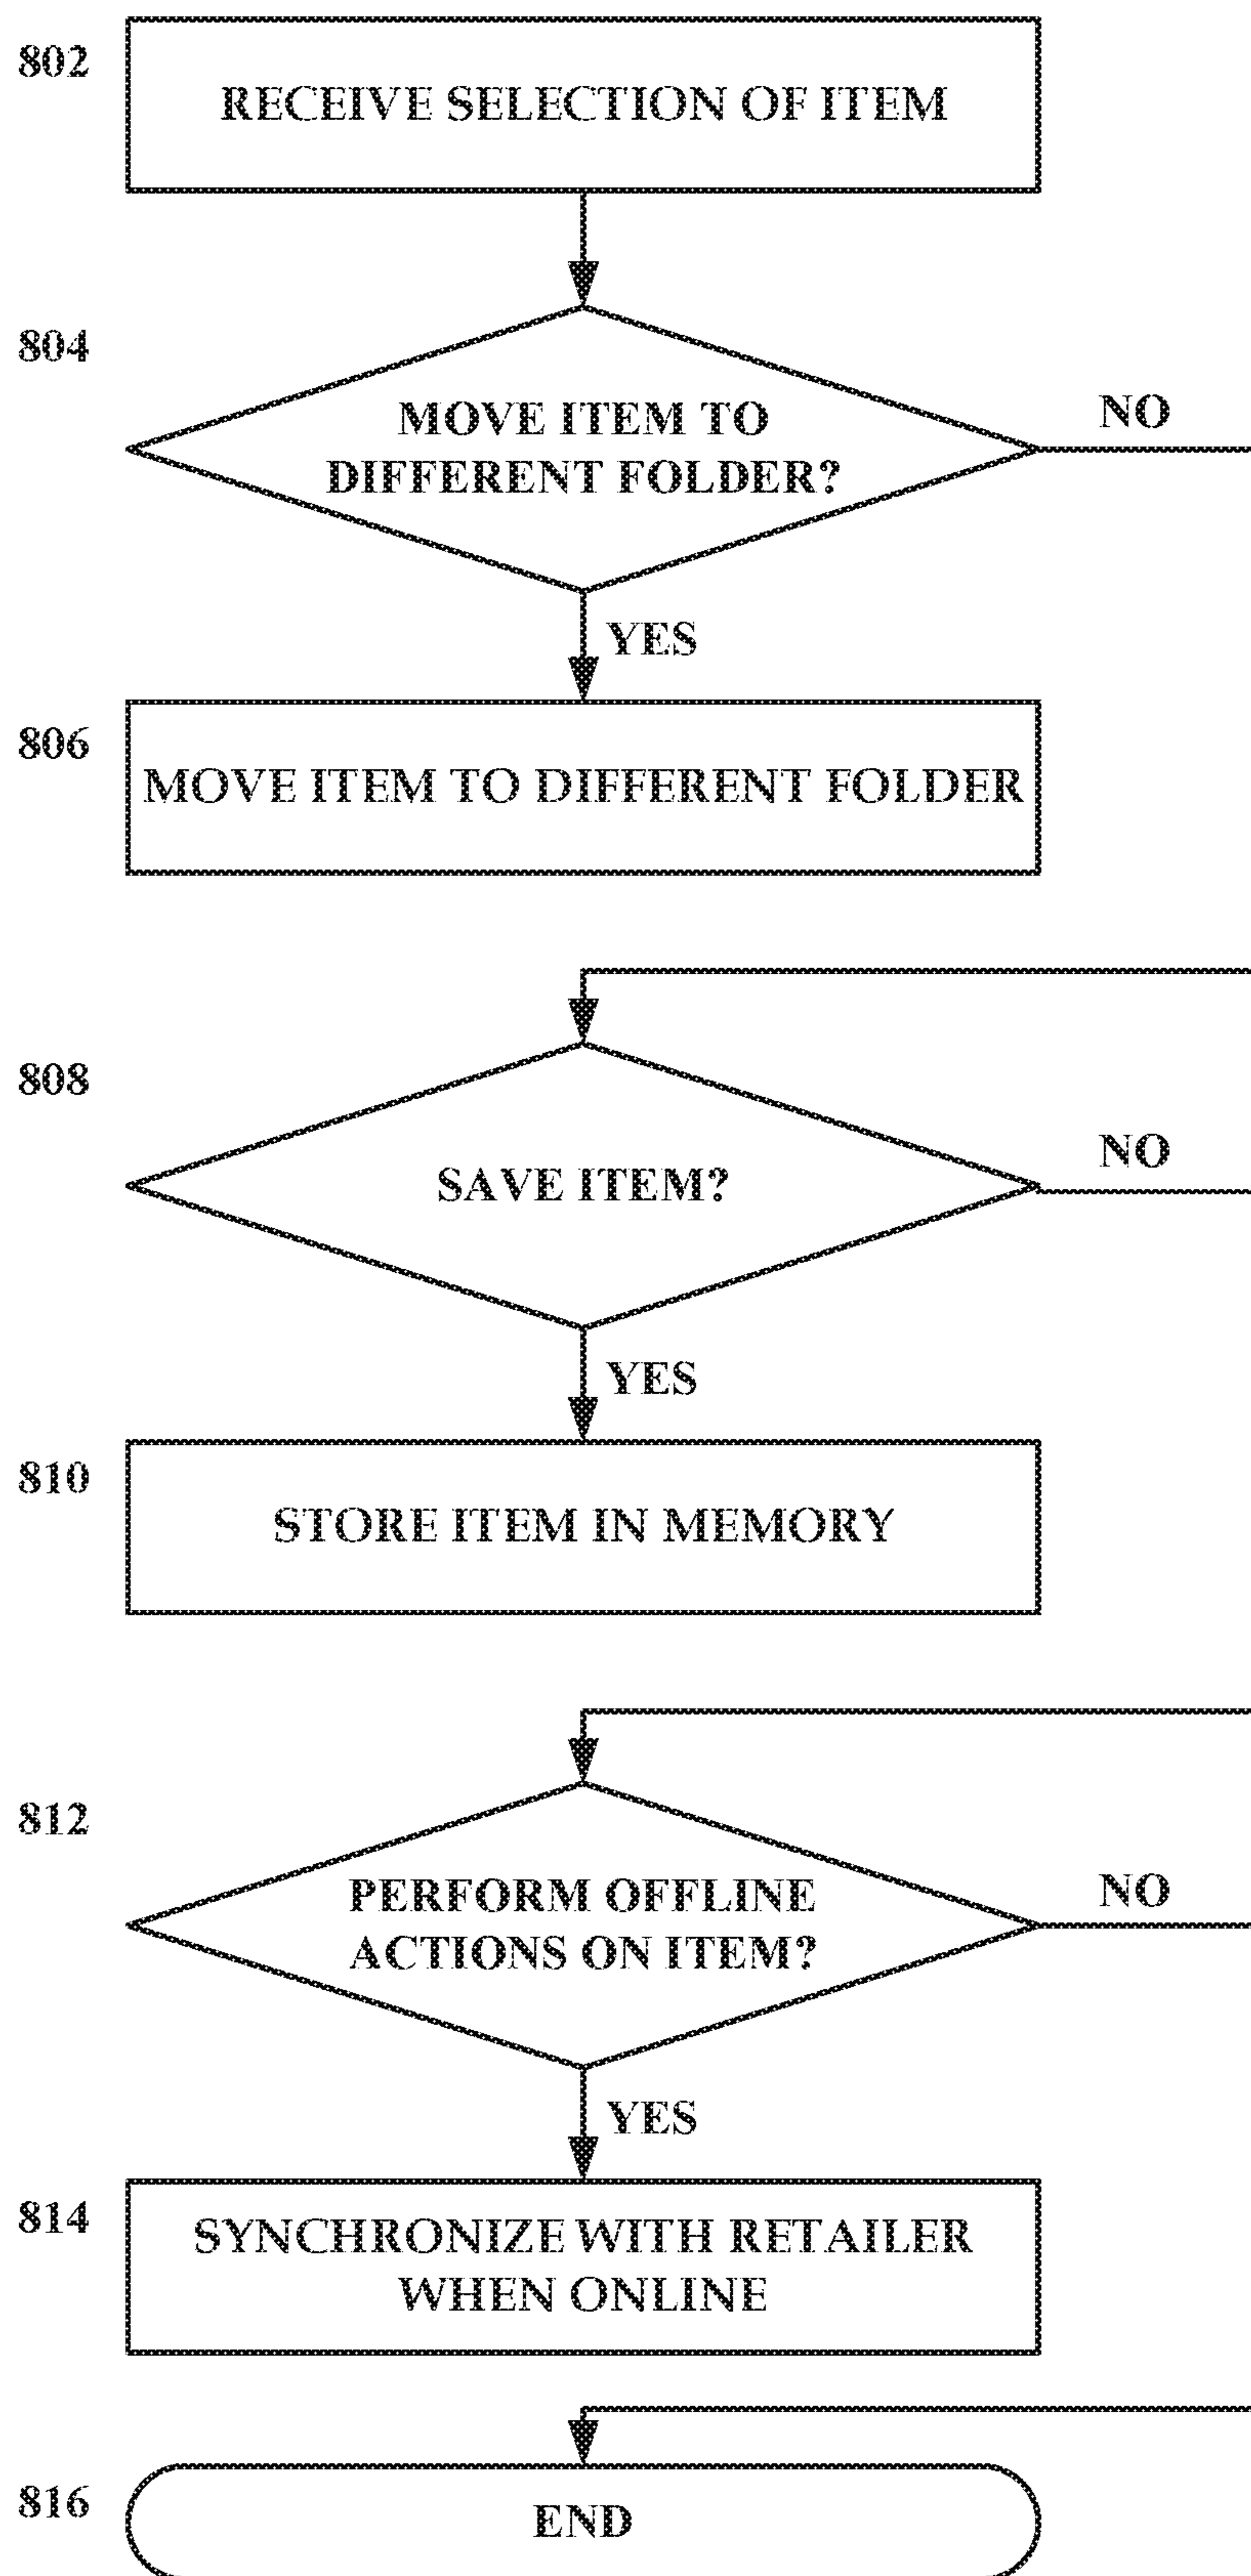 802
RECEIVE SELECTION OF ITEM
804
MOVE ITEM TO
DIFFERENT FOLDER?
NO
YES
806
MOVE ITEM TO DIFFERENT FOLDER
808
SAVE ITEM?
NO
YES
810
STORE ITEM IN MEMORY
812
PERFORM OFFLINE
ACTIONS ON ITEM?
NO
YES
814
SYNCHRONIZE WITH RETAILER
WHEN ONLINE
816
END